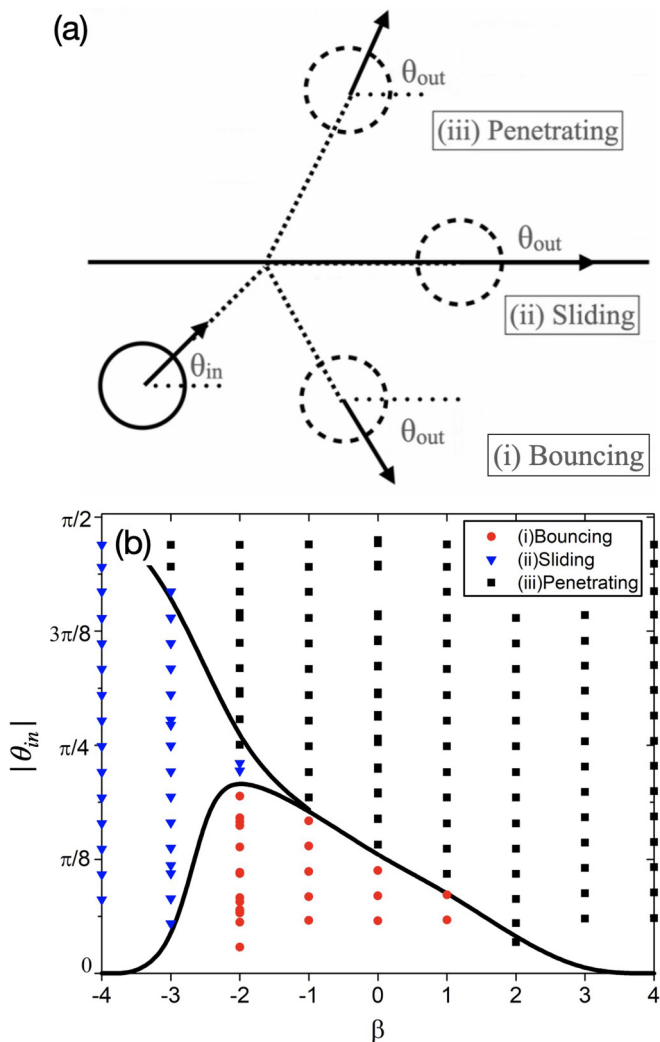 (a)
θout
(iii) Penetrating
θout
(ii) Sliding
θin
θout
(i) Bouncing
(b)
π/2
3π/8
π/4
π/8
0
|θin|
(i)Bouncing
(ii)Sliding
(iii)Penetrating
-4 -3 -2 -1 0 1 2 3 4
β